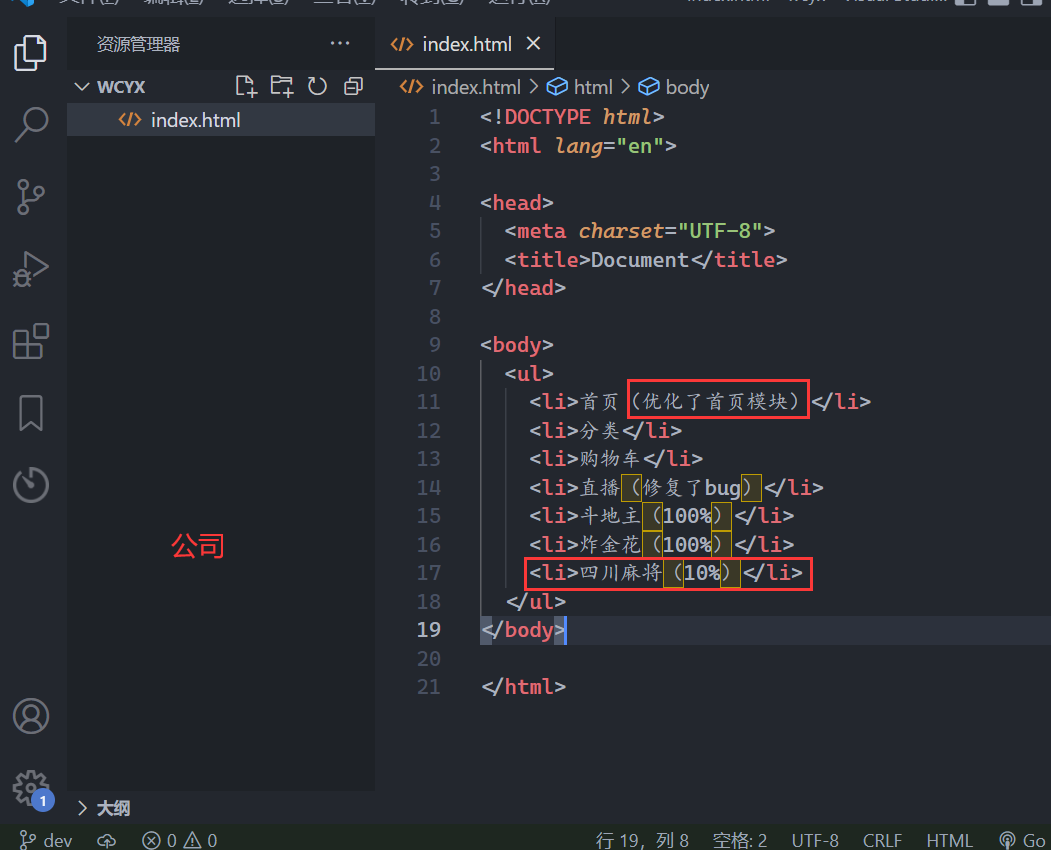 资源管理器
index.html
WCYX
index.html
index.html > html > body
1 <!DOCTYPE html>
2 <html lang="en">
3
4 <head>
5 <meta charset="UTF-8">
6 <title>Document</title>
7 </head>
8
9 <body>
10 <ul>
11 <li>首页（优化了首页模块）</li>
12 <li>分类</li>
13 <li>购物车</li>
14 <li>直播（修复了bug）</li>
15 <li>斗地主（100%）</li>
16 <li>炸金花（100%）</li>
17 <li>四川麻将（10%）</li>
18 </ul>
19 </body>
20
21 </html>
公司
1
大纲
dev 0 0 行 19，列 8 空格: 2 UTF-8 CRLF HTML Go